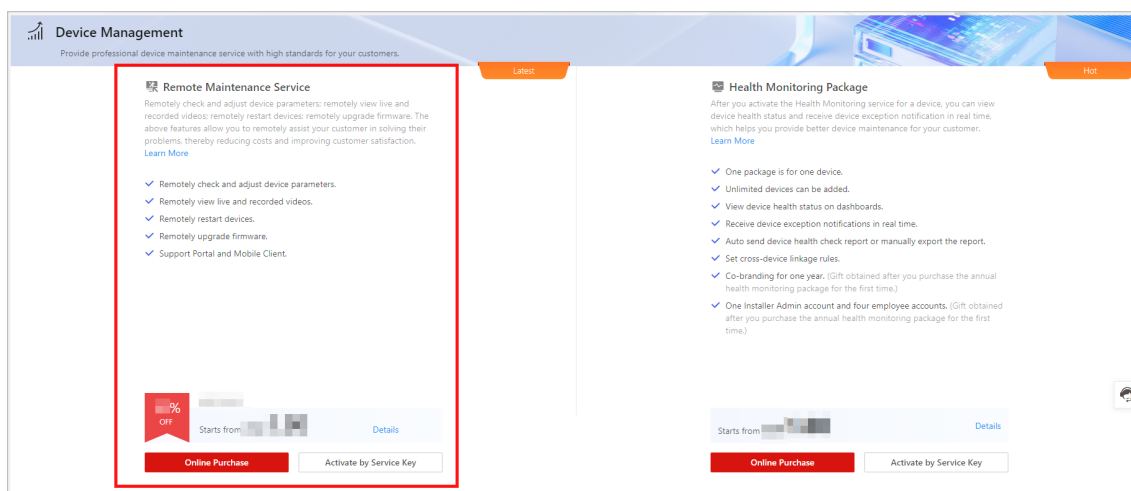 Device Management
Provide professional device maintenance service with high standards for your customers.
Latest
Remote Maintenance Service
Remotely check and adjust device parameters; remotely view live and
recorded videos; remotely restart devices; remotely upgrade firmware. The
above features allow you to remotely assist your customer in solving their
problems, thereby reducing costs and improving customer satisfaction.
Learn More
Remotely check and adjust device parameters.
Remotely view live and recorded videos.
Remotely restart devices.
Remotely upgrade firmware.
Support Portal and Mobile Client.
%
OFF
Starts from
Details
Online Purchase
Activate by Service Key
Hot
Health Monitoring Package
After you activate the Health Monitoring service for a device, you can view
device health status and receive device exception notification in real time,
which helps you provide better device maintenance for your customer.
Learn More
One package is for one device.
Unlimited devices can be added.
View device health status on dashboards.
Receive device exception notifications in real time.
Auto send device health check report or manually export the report.
Set cross-device linkage rules.
Co-branding for one year. (Gift obtained after you purchase the annual
health monitoring package for the first time.)
One Installer Admin account and four employee accounts. (Gift obtained
after you purchase the annual health monitoring package for the first
time.)
Starts from
Details
Online Purchase
Activate by Service Key